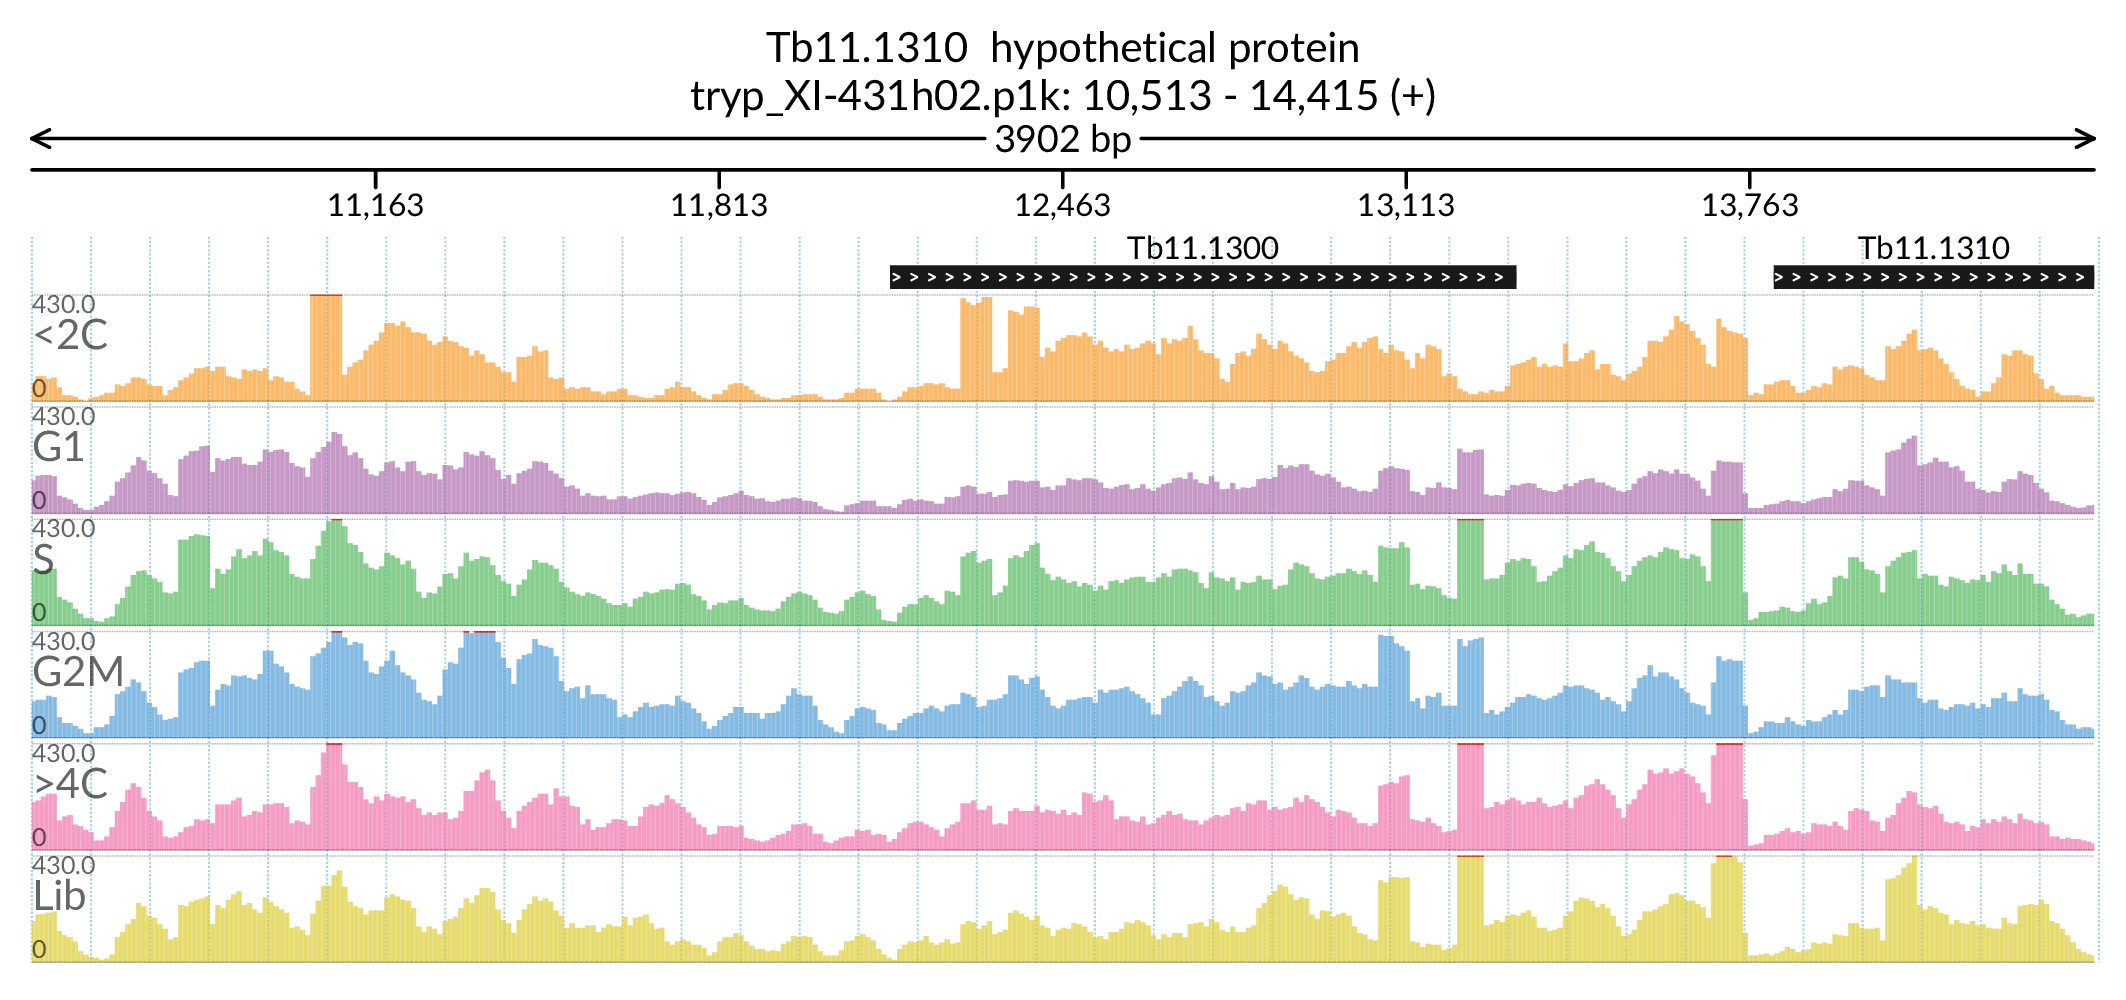 Tb11.1310  hypothetical protein
tryp_XI-431h02.p1k: 10,513 - 14,415 (+)
3902 bp
11,163 11,813 12,463 13,113 13,763
Tb11.1300 Tb11.1310
430.0
<2C
0
430.0
G1
0
430.0
S
0
430.0
G2M
0
430.0
>4C
0
430.0
Lib
0